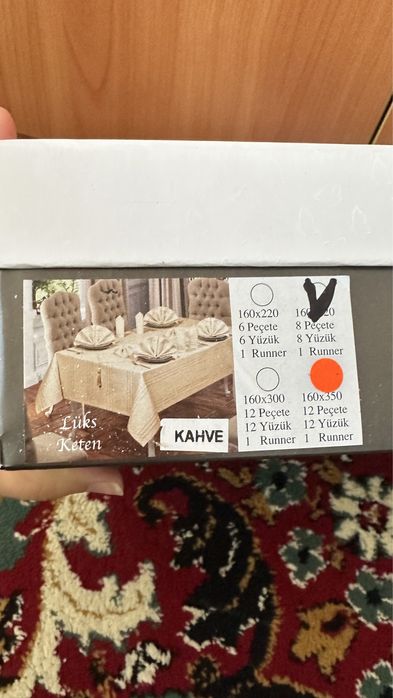 160x220
6 Peçete
6 Yüzük
1 Runner
8 Peçete
8 Yüzük
1 Runner
160x300
12 Peçete
12 Yüzük
1 Runner
160x350
12 Peçete
12 Yüzük
1 Runner
Lüks
Keten
KAHVE